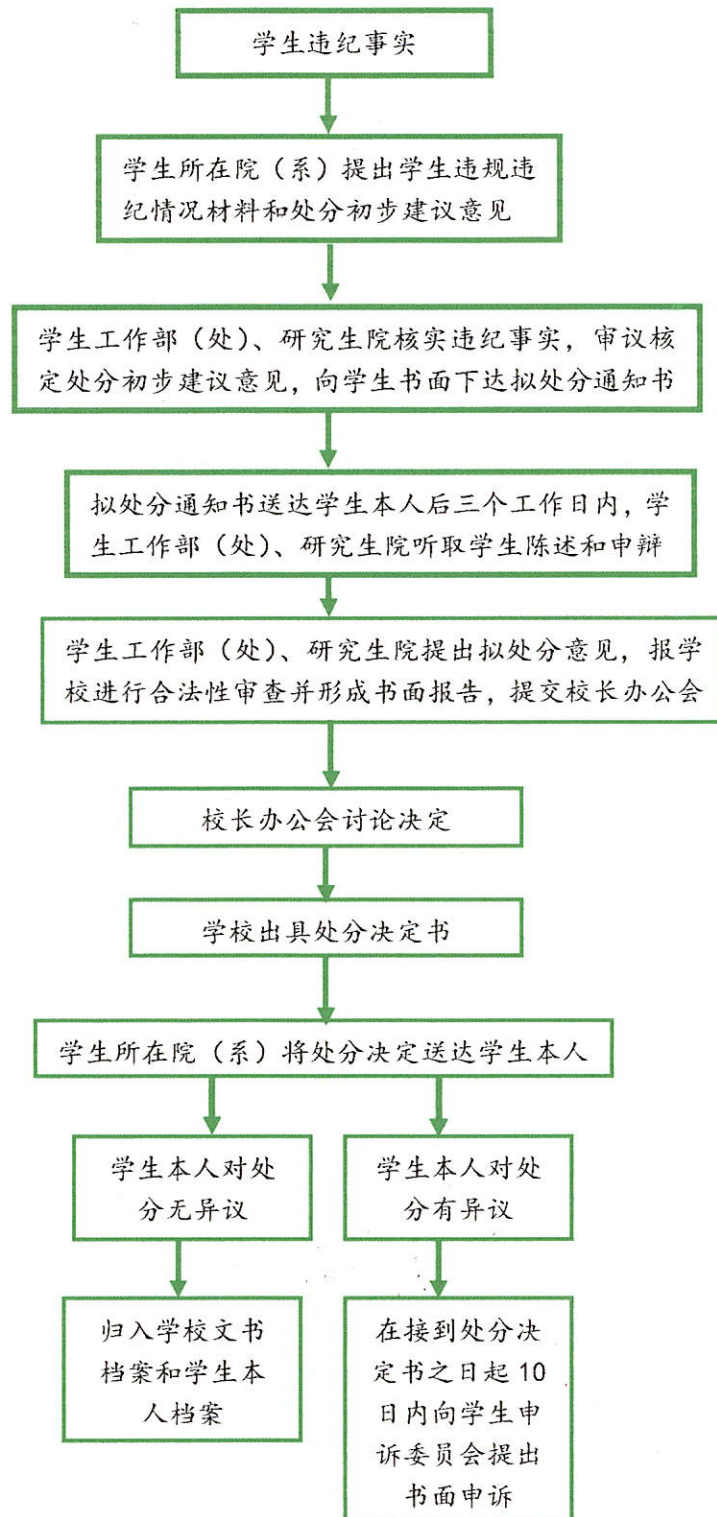 学生违纪事实
学生所在院（系）提出学生违规违
纪情况材料和处分初步建议意见
学生工作部（处）、研究生院核实违纪事实，审议核
定处分初步建议意见，向学生书面下达拟处分通知书
拟处分通知书送达学生本人后三个工作日内，学
生工作部（处）、研究生院听取学生陈述和申辩
学生工作部（处）、研究生院提出拟处分意见，报学
校进行合法性审查并形成书面报告，提交校长办公会
校长办公会讨论决定
学校出具处分决定书
学生所在院（系）将处分决定送达学生本人
学生本人对处
分无异议
学生本人对处
分有异议
归入学校文书
档案和学生本
人档案
在接到处分决
定书之日起 10
日内向学生申
诉委员会提出
书面申诉